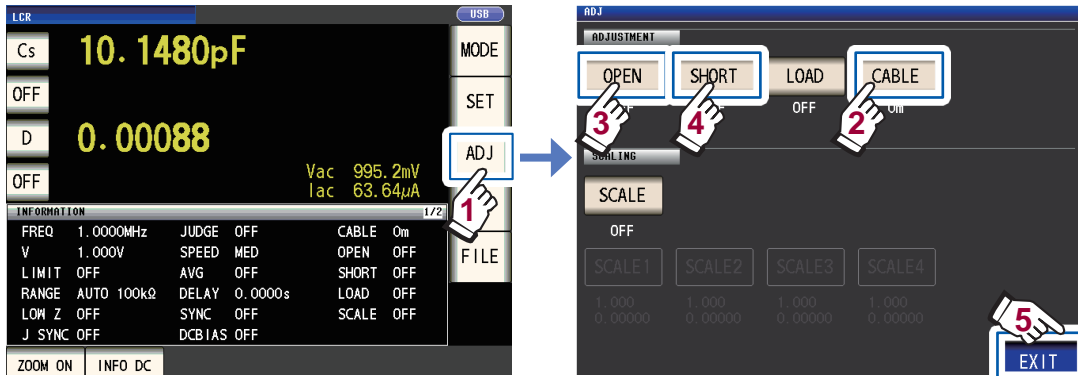 LCR USB
Cs 10.1480pF MODE
OFF SET
D 0.00088 ADJ
Vac 995.2mV
OFF Iac 63.64μA
1
INFORMATION 1/2
FREQ 1.0000MHz JUDGE OFF CABLE 0m
V 1.000V SPEED MED OPEN OFF FILE
LIMIT OFF AVG OFF SHORT OFF
RANGE AUTO 100kΩ DELAY 0.0000s LOAD OFF
LOW Z OFF SYNC OFF SCALE OFF
J SYNC OFF DCBIAS OFF
ZOOM ON INFO DC
ADJ
ADJUSTMENT
OPEN SHORT LOAD CABLE
OFF 0m
3 4 2
SCALING
SCALE
OFF
SCALE1 SCALE2 SCALE3 SCALE4
1.000 1.000 1.000 1.000
0.00000 0.00000 0.00000 0.00000
5
EXIT